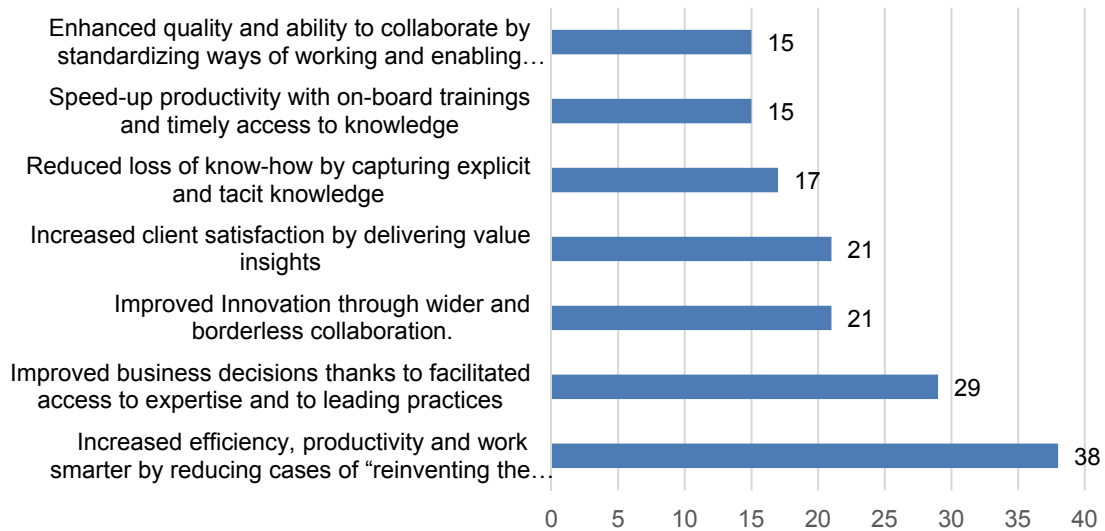 Enhanced quality and ability to collaborate by
standardizing ways of working and enabling…
15
Speed-up productivity with on-board trainings
and timely access to knowledge
15
Reduced loss of know-how by capturing explicit
and tacit knowledge
17
Increased client satisfaction by delivering value
insights
21
Improved Innovation through wider and
borderless collaboration.
21
Improved business decisions thanks to facilitated
access to expertise and to leading practices
29
Increased efficiency, productivity and work
smarter by reducing cases of “reinventing the…
38
0 5 10 15 20 25 30 35 40